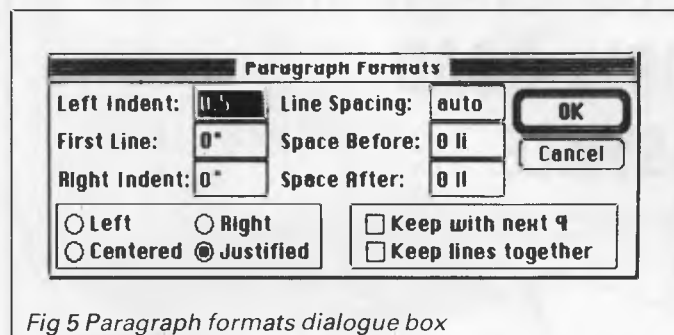 Paragraph Formats
Left Indent: 0.5 Line Spacing: auto OK
First Line: 0" Space Before: 0 li Cancel
Right Indent: 0" Space After: 0 li
Left Right Keep with next ¶
Centered Justified Keep lines together
Fig 5 Paragraph formats dialogue box